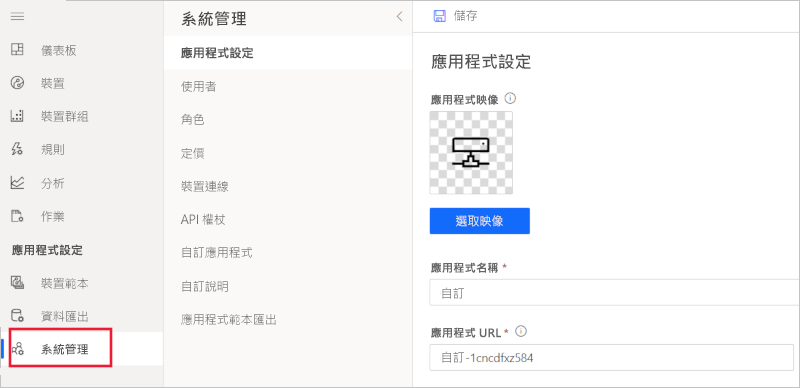 儀表板
裝置
裝置群組
規則
分析
作業
應用程式設定
裝置範本
資料匯出
系統管理
系統管理
應用程式設定
使用者
角色
定價
裝置連線
API 權杖
自訂應用程式
自訂說明
應用程式範本匯出
儲存
應用程式設定
應用程式映像
選取映像
應用程式名稱 *
自訂
應用程式 URL *
自訂-1cncdfxz584